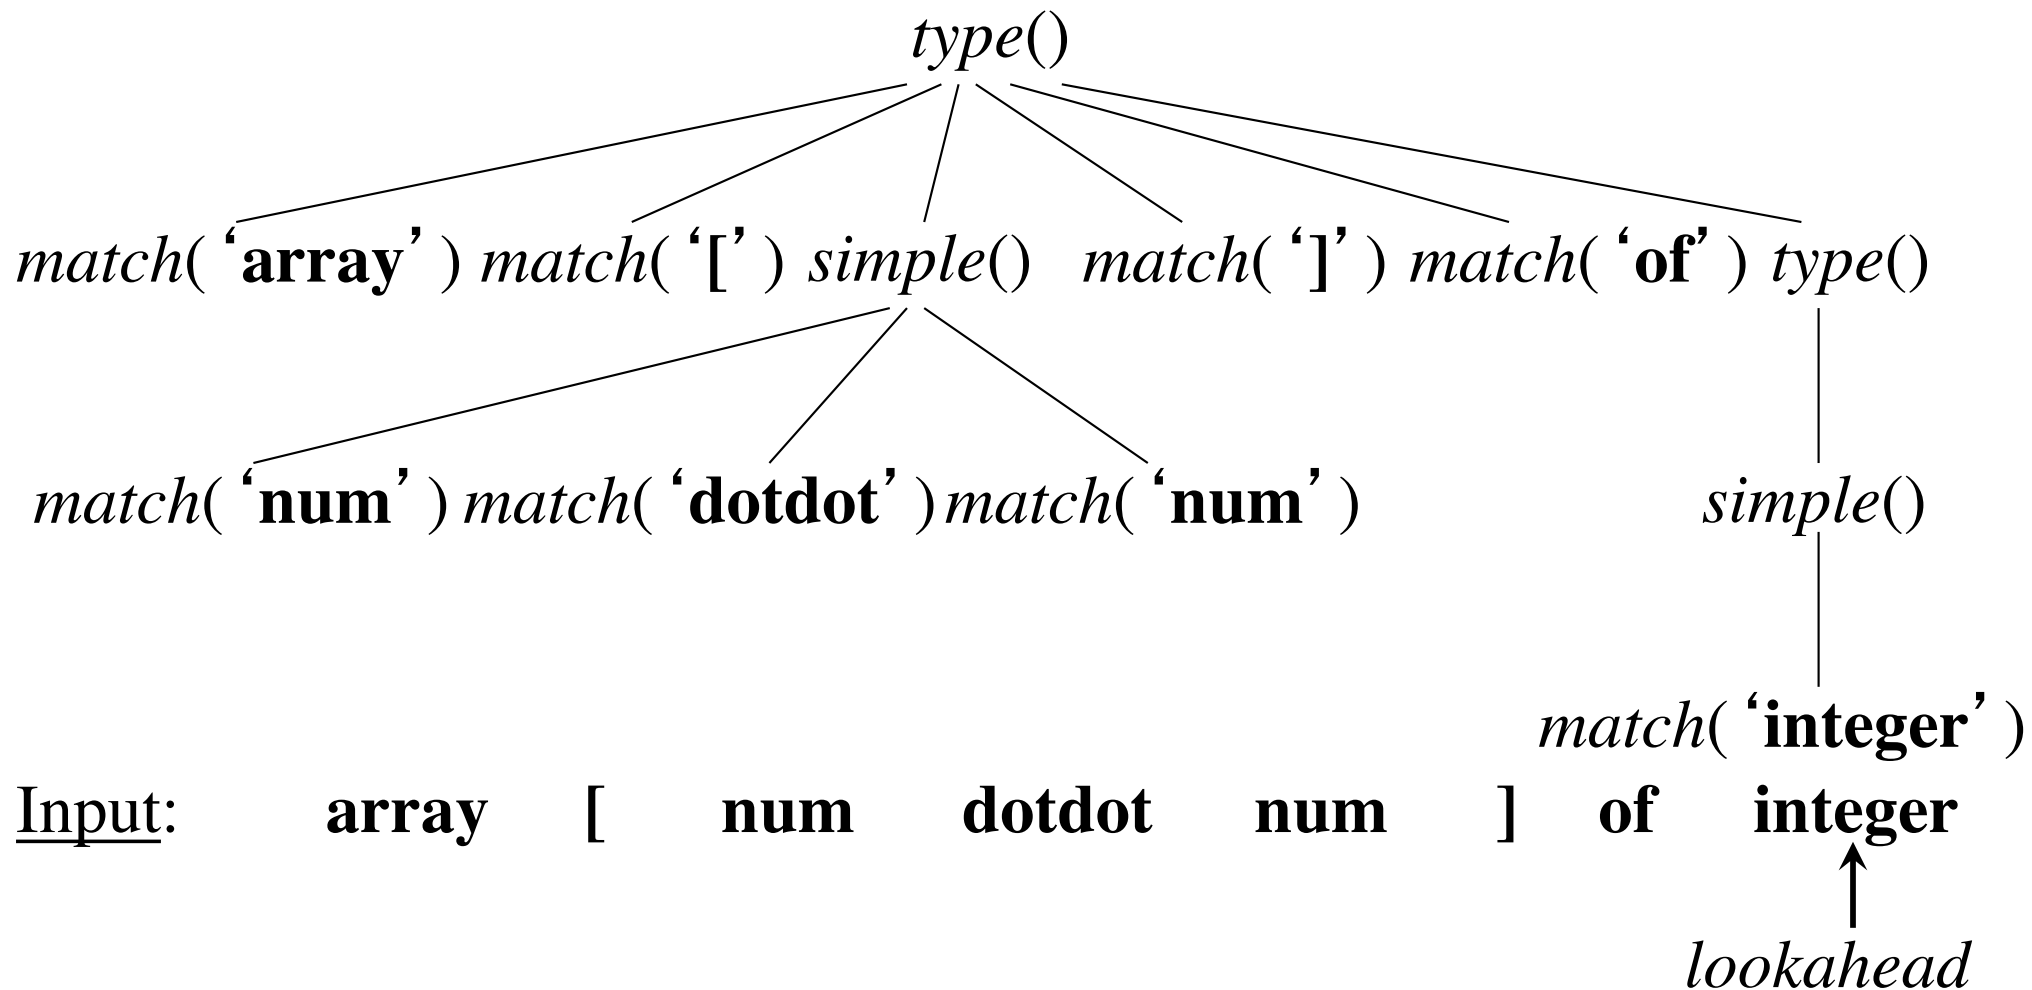 type()
match(‘array’) match(‘[’) simple() match(‘]’) match(‘of’) type()
match(‘num’) match(‘dotdot’) match(‘num’) simple()
match(‘integer’)
Input: array [ num dotdot num ] of integer
lookahead